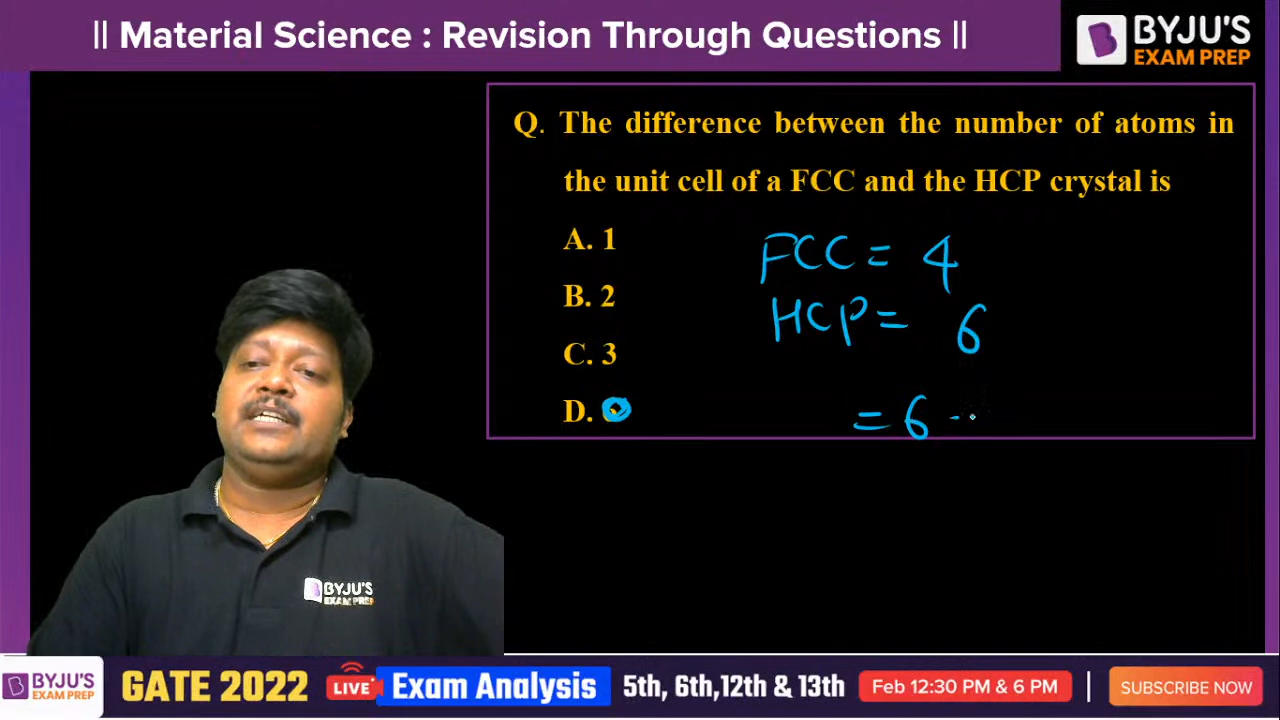 || Material Science : Revision Through Questions ||
BYJU'S
EXAM PREP
Q. The difference between the number of atoms in
the unit cell of a FCC and the HCP crystal is
A. 1
B. 2
C. 3
D.
FCC = 4
HCP = 6
= 6 -
BYJU'S
EXAM PREP
BYJU'S
EXAM PREP
GATE 2022
LIVE
Exam Analysis
5th, 6th,12th & 13th
Feb 12:30 PM & 6 PM
SUBSCRIBE NOW